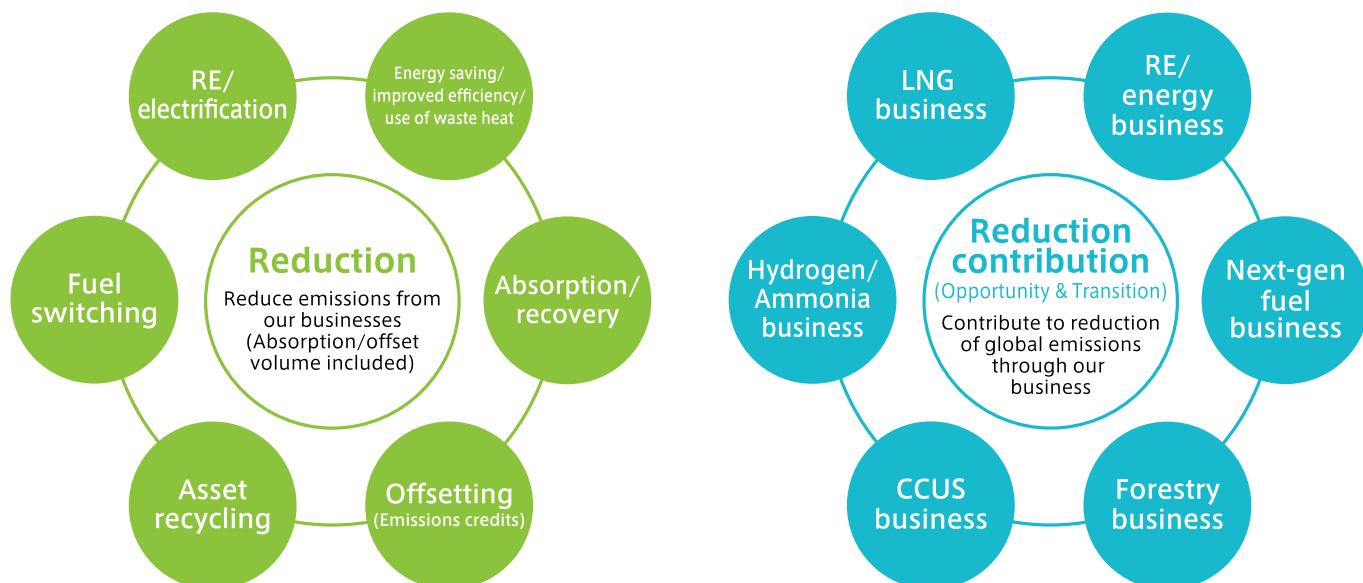 RE/
electrification
Energy saving/
improved efficiency/
use of waste heat
Fuel
switching
Reduction
Reduce emissions from
our businesses
(Absorption/offset
volume included)
Absorption/
recovery
Asset
recycling
Offsetting
(Emissions credits)
LNG
business
RE/
energy
business
Hydrogen/
Ammonia
business
Reduction
contribution
(Opportunity & Transition)
Contribute to reduction
of global emissions
through our
business
Next-gen
fuel
business
CCUS
business
Forestry
business